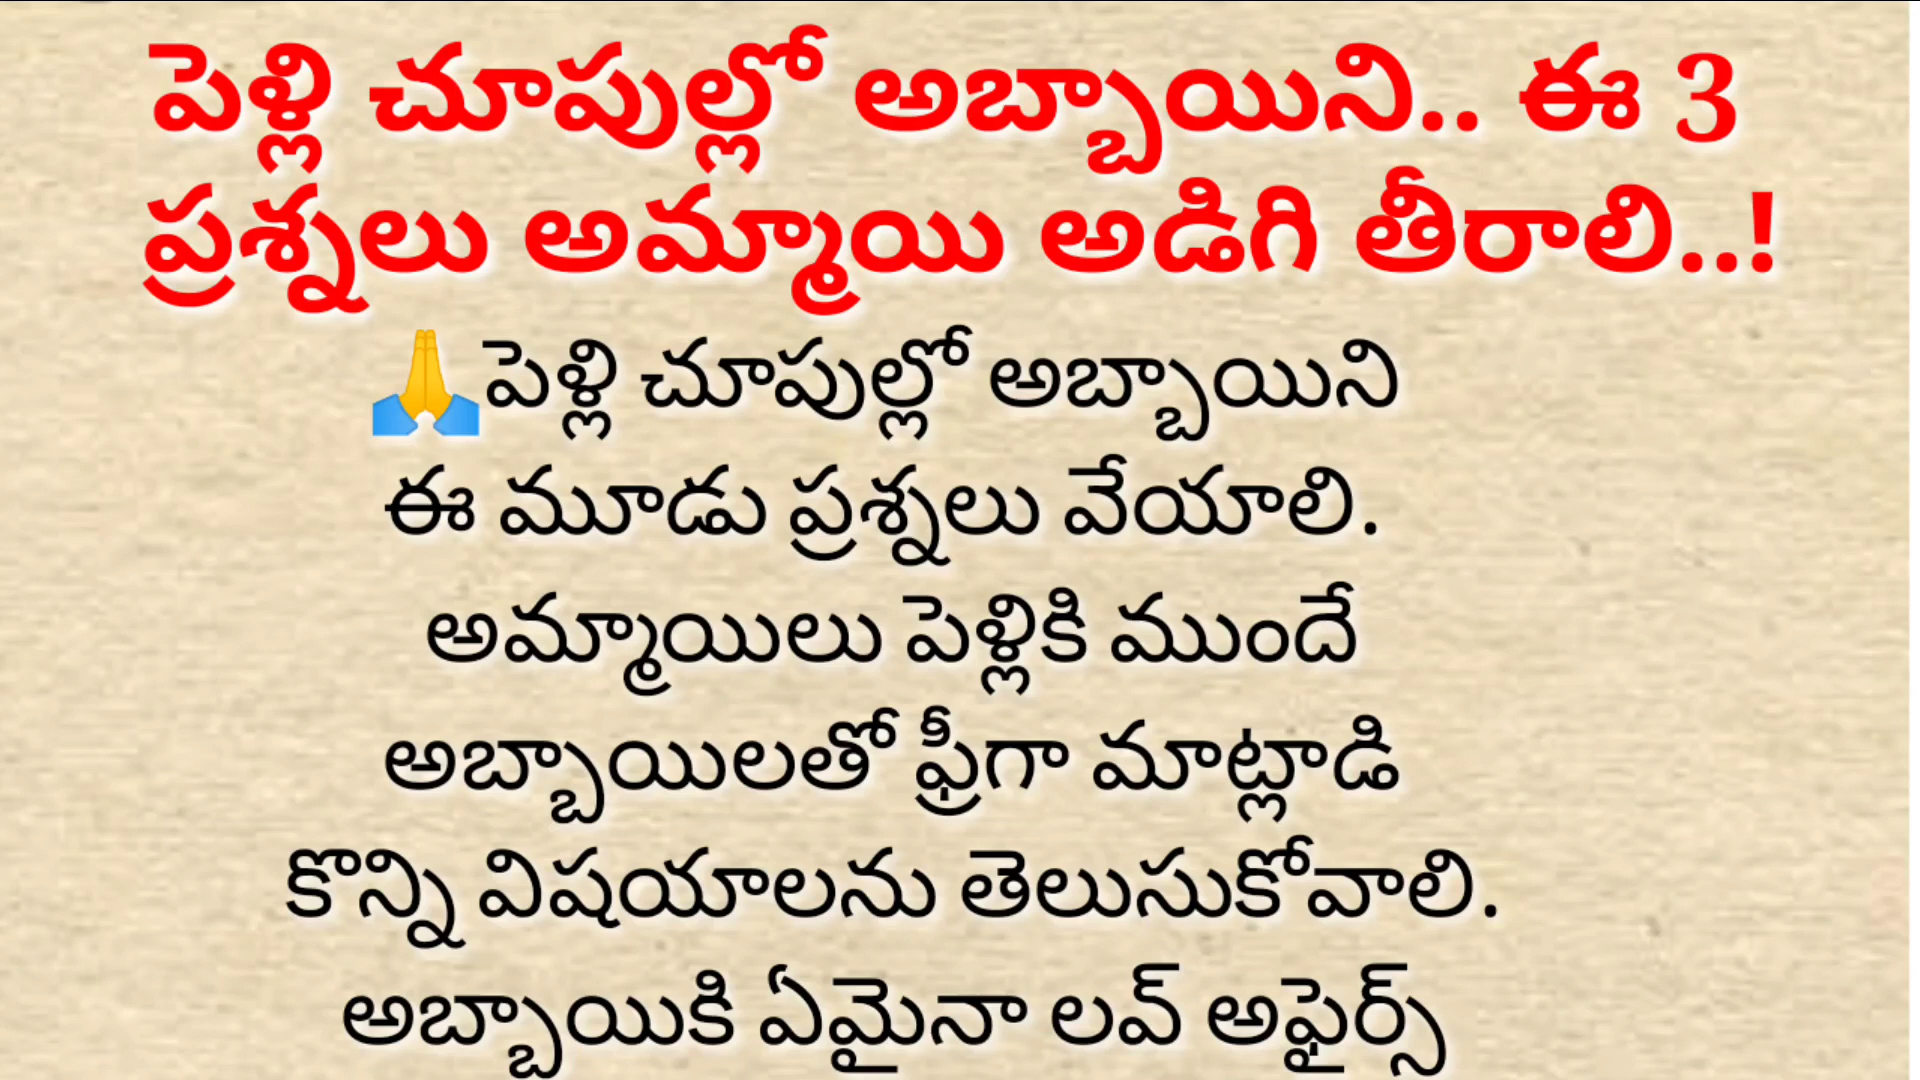 పెళ్లి చూపుల్లో అబ్బాయిని.. ఈ 3
ప్రశ్నలు అమ్మాయి అడిగి తీరాలి..!
🙏పెళ్లి చూపుల్లో అబ్బాయిని
ఈ మూడు ప్రశ్నలు వేయాలి.
అమ్మాయిలు పెళ్లికి ముందే
అబ్బాయిలతో ఫ్రీగా మాట్లాడి
కొన్ని విషయాలను తెలుసుకోవాలి.
అబ్బాయికి ఏమైనా లవ్ అఫైర్స్